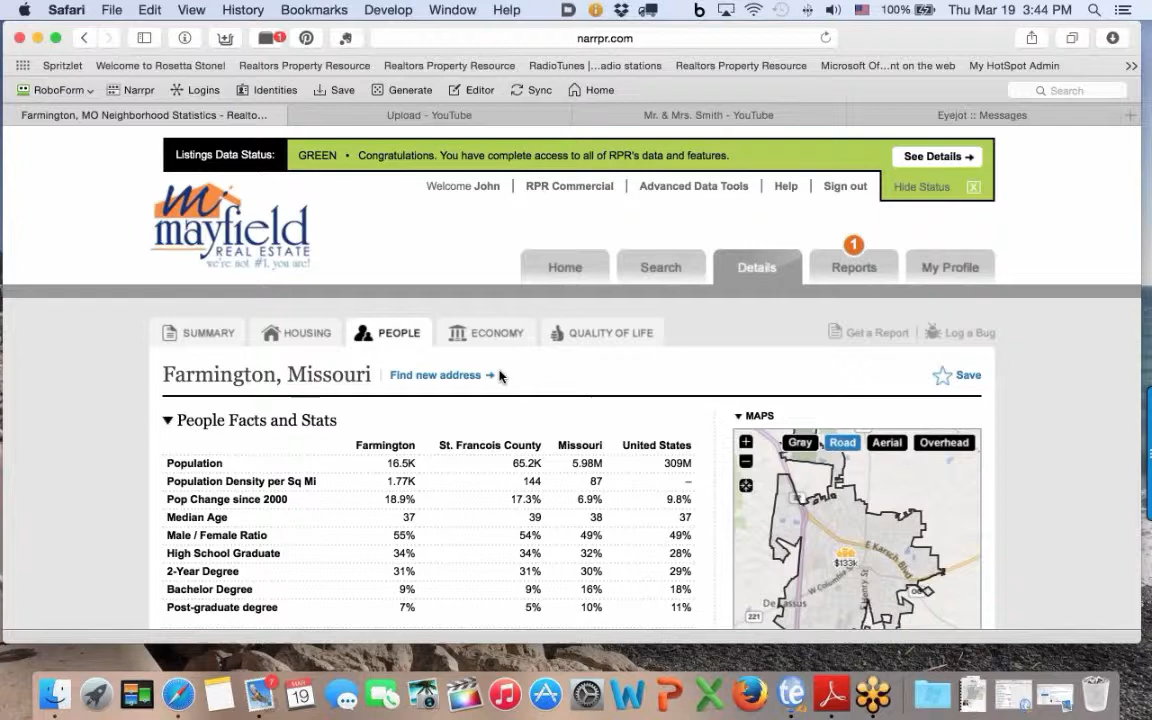 Safari File Edit View History Bookmarks Develop Window Help 100% Thu Mar 19 3:44 PM
narrpr.com
Spritzlet Welcome to Rosetta Stone! Realtors Property Resource Realtors Property Resource RadioTunes |...adio stations Realtors Property Resource Microsoft Of...nt on the web My HotSpot Admin >>
RoboForm Narrpr Logins Identities Save Generate Editor Sync Home Search
Farmington, MO Neighborhood Statistics - Realto... Upload - YouTube Mr. & Mrs. Smith - YouTube Eyejot :: Messages
Listings Data Status: GREEN • Congratulations. You have complete access to all of RPR's data and features. See Details
Welcome John | RPR Commercial | Advanced Data Tools | Help | Sign out Hide Status X
m mayfield
REAL ESTATE
we're not #1, you are!
1
Home Search Details Reports My Profile
SUMMARY HOUSING PEOPLE ECONOMY QUALITY OF LIFE Get a Report Log a Bug
Farmington, Missouri Find new address Save
People Facts and Stats
Farmington St. Francois County Missouri United States
Population 16.5K 65.2K 5.98M 309M
Population Density per Sq Mi 1.77K 144 87 –
Pop Change since 2000 18.9% 17.3% 6.9% 9.8%
Median Age 37 39 38 37
Male / Female Ratio 55% 54% 49% 49%
High School Graduate 34% 34% 32% 28%
2-Year Degree 31% 31% 30% 29%
Bachelor Degree 9% 9% 16% 18%
Post-graduate degree 7% 5% 10% 11%
MAPS
Gray Road Aerial Overhead
E Karsch Blvd
$133k
W Columbia
Henry St
De Lassus
221
1
7
MAR
19